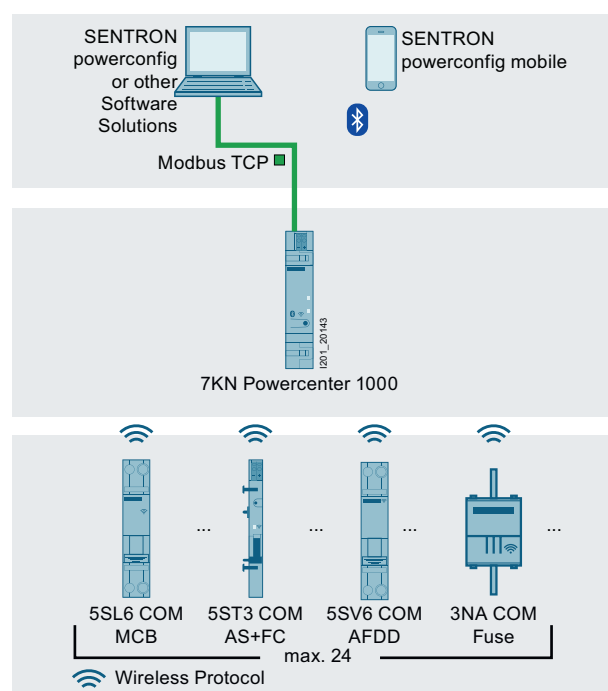 SENTRON
powerconfig
or other
Software
Solutions
SENTRON
powerconfig mobile
Modbus TCP
I201_20143
7KN Powercenter 1000
... ... ... ...
5SL6 COM
MCB
5ST3 COM
AS+FC
5SV6 COM
AFDD
3NA COM
Fuse
max. 24
Wireless Protocol